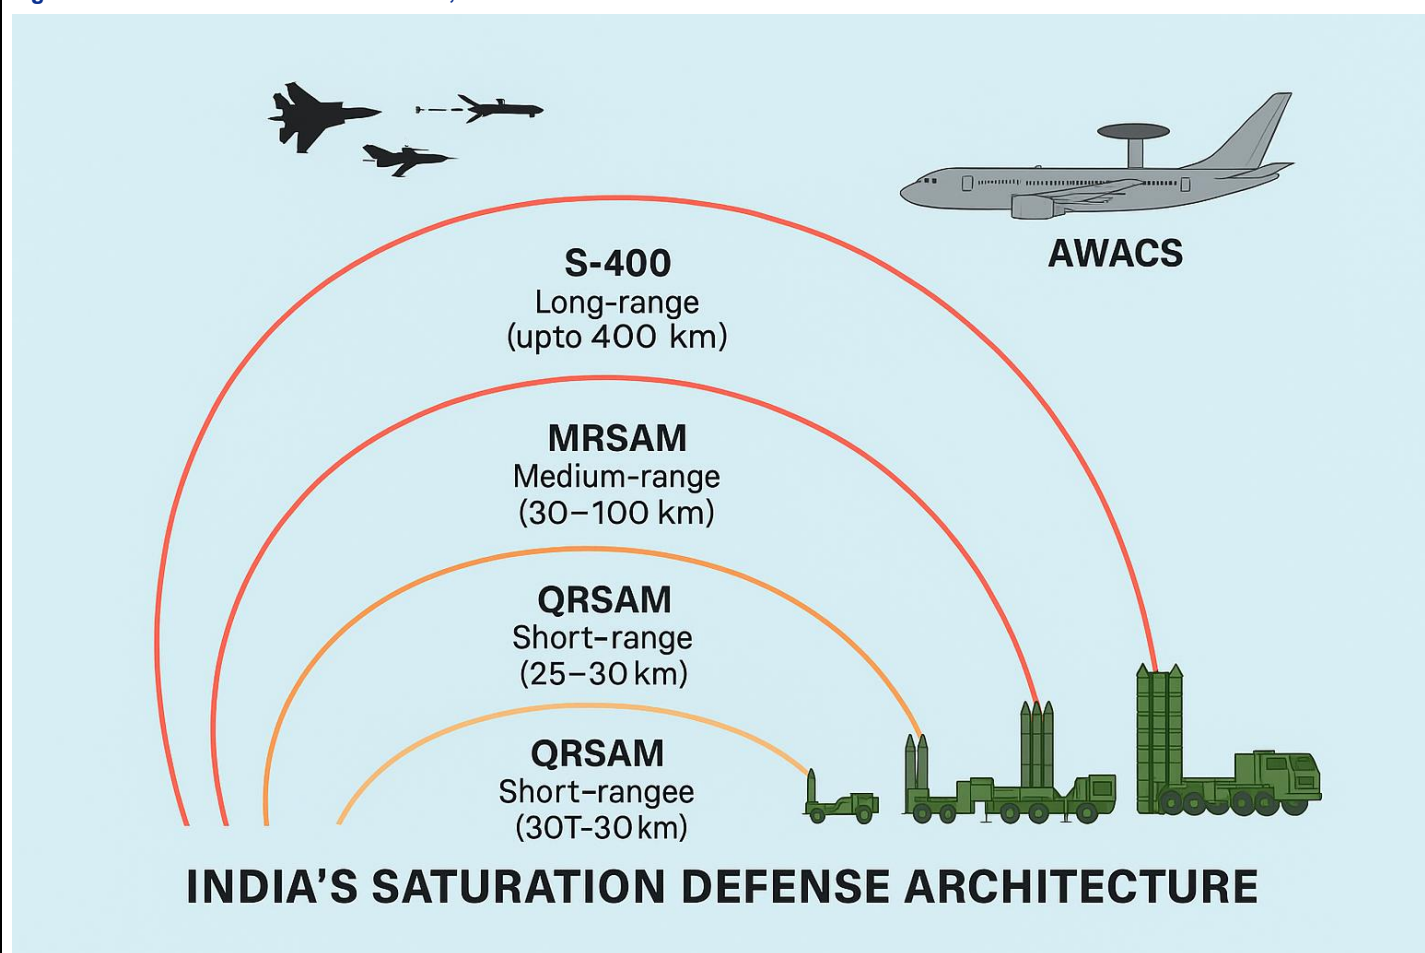 S-400
Long-range
(upto 400 km)
AWACS
MRSAM
Medium-range
(30–100 km)
QRSAM
Short-range
(25–30 km)
QRSAM
Short-rangee
(30T-30 km)
INDIA'S SATURATION DEFENSE ARCHITECTURE